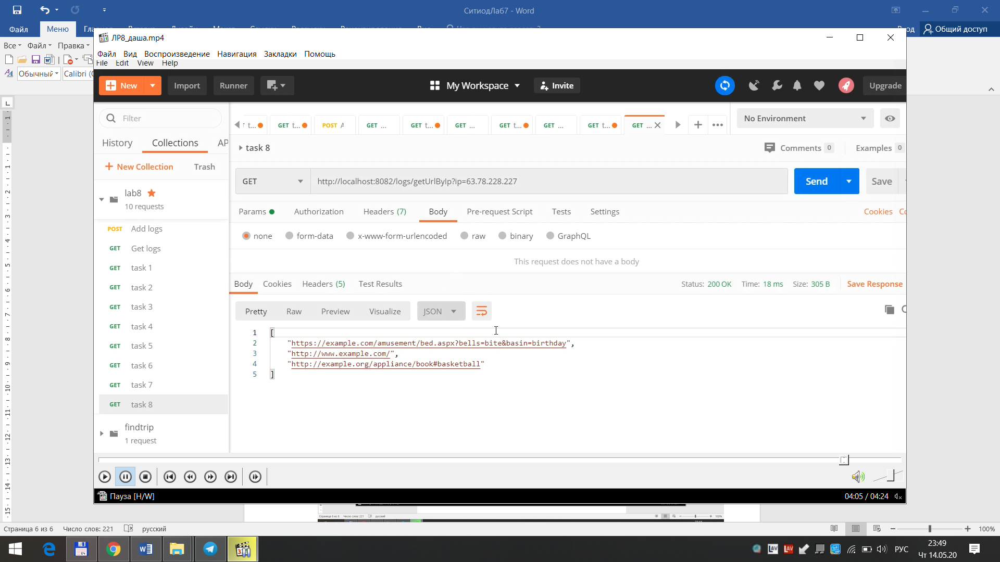 СитиодЛаб7 - Word
Файл
Меню
Общий доступ
Все
Файл
Правка
Обычный
Calibri (
ЛР8_даша.mp4
Файл Вид Воспроизведение Навигация Закладки Помощь
File Edit View Help
New
Import
Runner
My Workspace
Invite
Upgrade
Filter
History
Collections
AP
New Collection
Trash
lab8
10 requests
POST Add logs
GET Get logs
GET task 1
GET task 2
GET task 3
GET task 4
GET task 5
GET task 6
GET task 7
GET task 8
findtrip
1 request
t...
GET t...
POST A
GET ...
GET t...
GET ...
GET t...
GET ...
GET t...
GET ...
No Environment
task 8
Comments 0
Examples 0
GET
http://localhost:8082/logs/getUrlByIp?ip=63.78.228.227
Send
Save
Params
Authorization
Headers (7)
Body
Pre-request Script
Tests
Settings
Cookies
none
form-data
x-www-form-urlencoded
raw
binary
GraphQL
This request does not have a body
Body
Cookies
Headers (5)
Test Results
Status: 200 OK
Time: 18 ms
Size: 305 B
Save Response
Pretty
Raw
Preview
Visualize
JSON
1 [
2 "https://example.com/amusement/bed.aspx?bells=bite&basin=birthday",
3 "http://www.example.com/",
4 "http://example.org/appliance/book#basketball"
5 ]
Пауза [H/W]
04:05 / 04:24
Страница 6 из 6
Число слов: 221
русский
100%
РУС
23:49
Чт 14.05.20